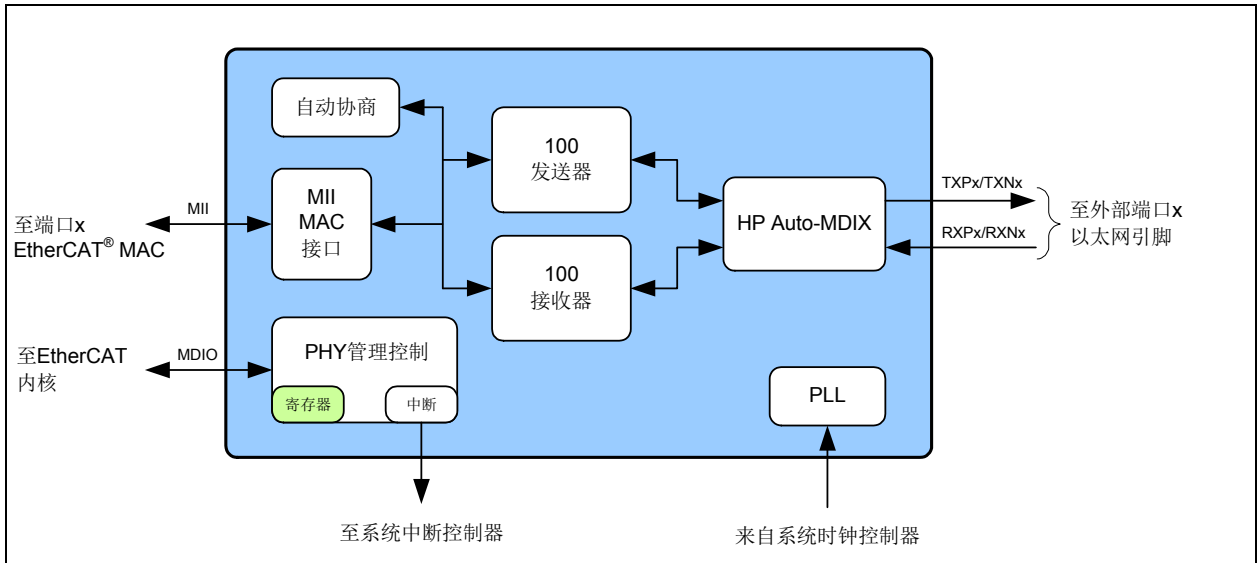 自动协商
100
发送器
MII
MAC
接口
HP Auto-MDIX
100
接收器
至端口x
EtherCAT® MAC
MII
TXPx/TXNx
RXPx/RXNx
至外部端口x
以太网引脚
至EtherCAT
内核
MDIO
PHY管理控制
寄存器
中断
PLL
至系统中断控制器
来自系统时钟控制器